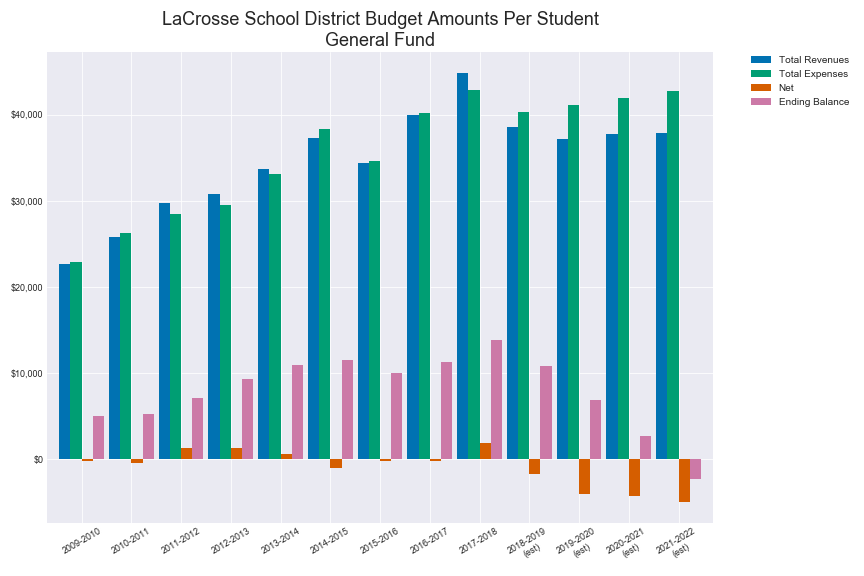 LaCrosse School District Budget Amounts Per Student
General Fund
Total Revenues
Total Expenses
Net
Ending Balance
$40,000
$30,000
$20,000
$10,000
$0
2009-2010
2010-2011
2011-2012
2012-2013
2013-2014
2014-2015
2015-2016
2016-2017
2017-2018
2018-2019
(est)
2019-2020
(est)
2020-2021
(est)
2021-2022
(est)